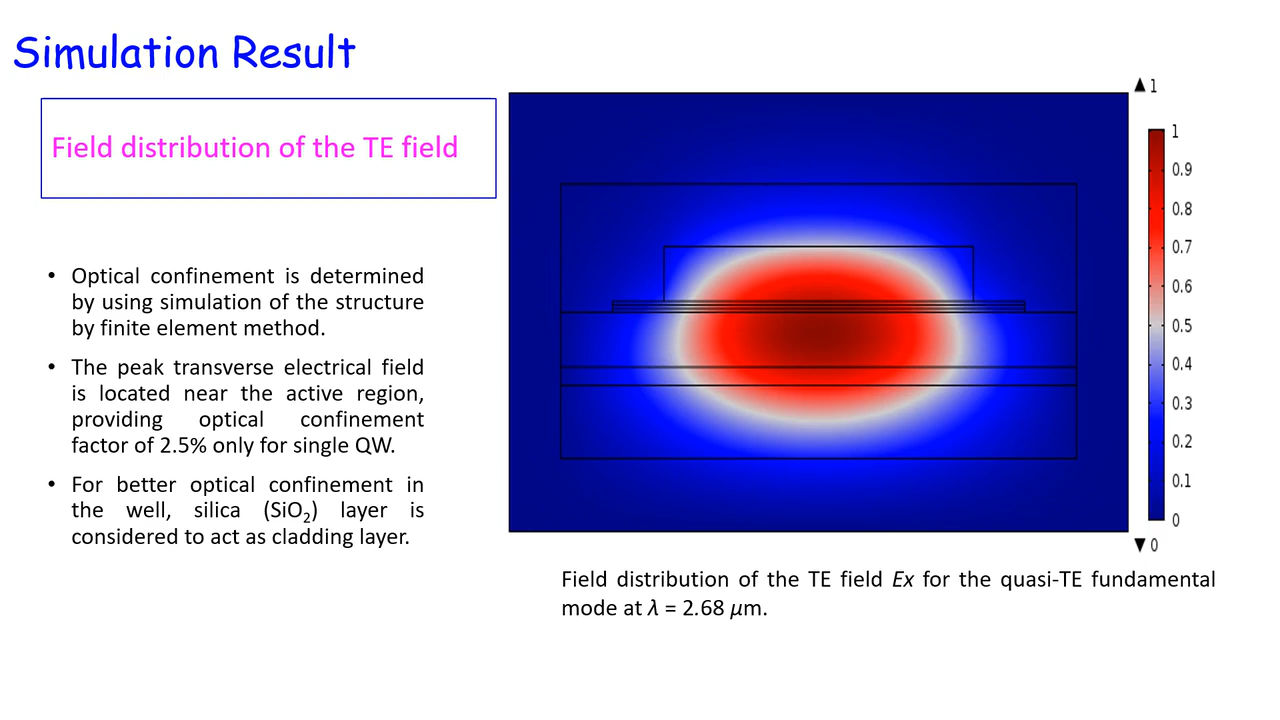 Simulation Result
Field distribution of the TE field
• Optical confinement is determined
by using simulation of the structure
by finite element method.
• The peak transverse electrical field
is located near the active region,
providing optical confinement
factor of 2.5% only for single QW.
• For better optical confinement in
the well, silica (SiO₂) layer is
considered to act as cladding layer.
▲ 1
1
0.9
0.8
0.7
0.6
0.5
0.4
0.3
0.2
0.1
0
▼ 0
Field distribution of the TE field Ex for the quasi-TE fundamental
mode at λ = 2.68 μm.